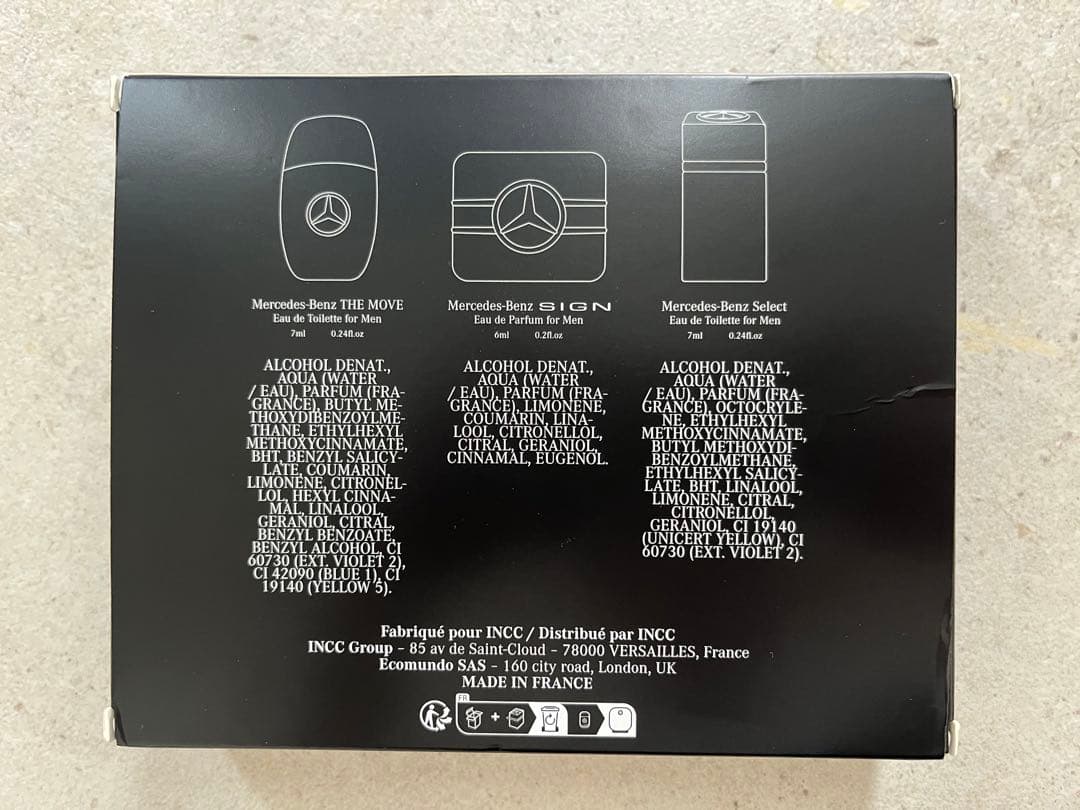 Mercedes-Benz THE MOVE
Eau de Toilette for Men
7ml 0.24fl.oz
ALCOHOL DENAT.,
AQUA (WATER
/ EAU), PARFUM (FRA-
GRANCE), BUTYL ME-
THOXYDIBENZOYLME-
THANE, ETHYLHEXYL
METHOXYCINNAMATE,
BHT, BENZYL SALICY-
LATE, COUMARIN,
LIMONENE, CITRONEL-
LOL, HEXYL CINNA-
MAL, LINALOOL,
GERANIOL, CITRAL,
BENZYL BENZOATE,
BENZYL ALCOHOL, CI
60730 (EXT. VIOLET 2),
CI 42090 (BLUE 1), CI
19140 (YELLOW 5).
Mercedes-Benz SIGN
Eau de Parfum for Men
6ml 0.2fl.oz
ALCOHOL DENAT.,
AQUA (WATER
/ EAU), PARFUM (FRA-
GRANCE), LIMONENE,
COUMARIN, LINA-
LOOL, CITRONELLOL,
CITRAL, GERANIOL,
CINNAMAL, EUGENOL.
Mercedes-Benz Select
Eau de Toilette for Men
7ml 0.24fl.oz
ALCOHOL DENAT.,
AQUA (WATER
/ EAU), PARFUM (FRA-
GRANCE), OCTOCRYLE-
NE, ETHYLHEXYL
METHOXYCINNAMATE,
BUTYL METHOXYDI-
BENZOYLMETHANE,
ETHYLHEXYL SALICY-
LATE, BHT, LINALOOL,
LIMONENE, CITRAL,
CITRONELLOL,
GERANIOL, CI 19140
(UNICERT YELLOW), CI
60730 (EXT. VIOLET 2).
Fabriqué pour INCC / Distribué par INCC
INCC Group – 85 av de Saint-Cloud – 78000 VERSAILLES, France
Ecomundo SAS – 160 city road, London, UK
MADE IN FRANCE
FR